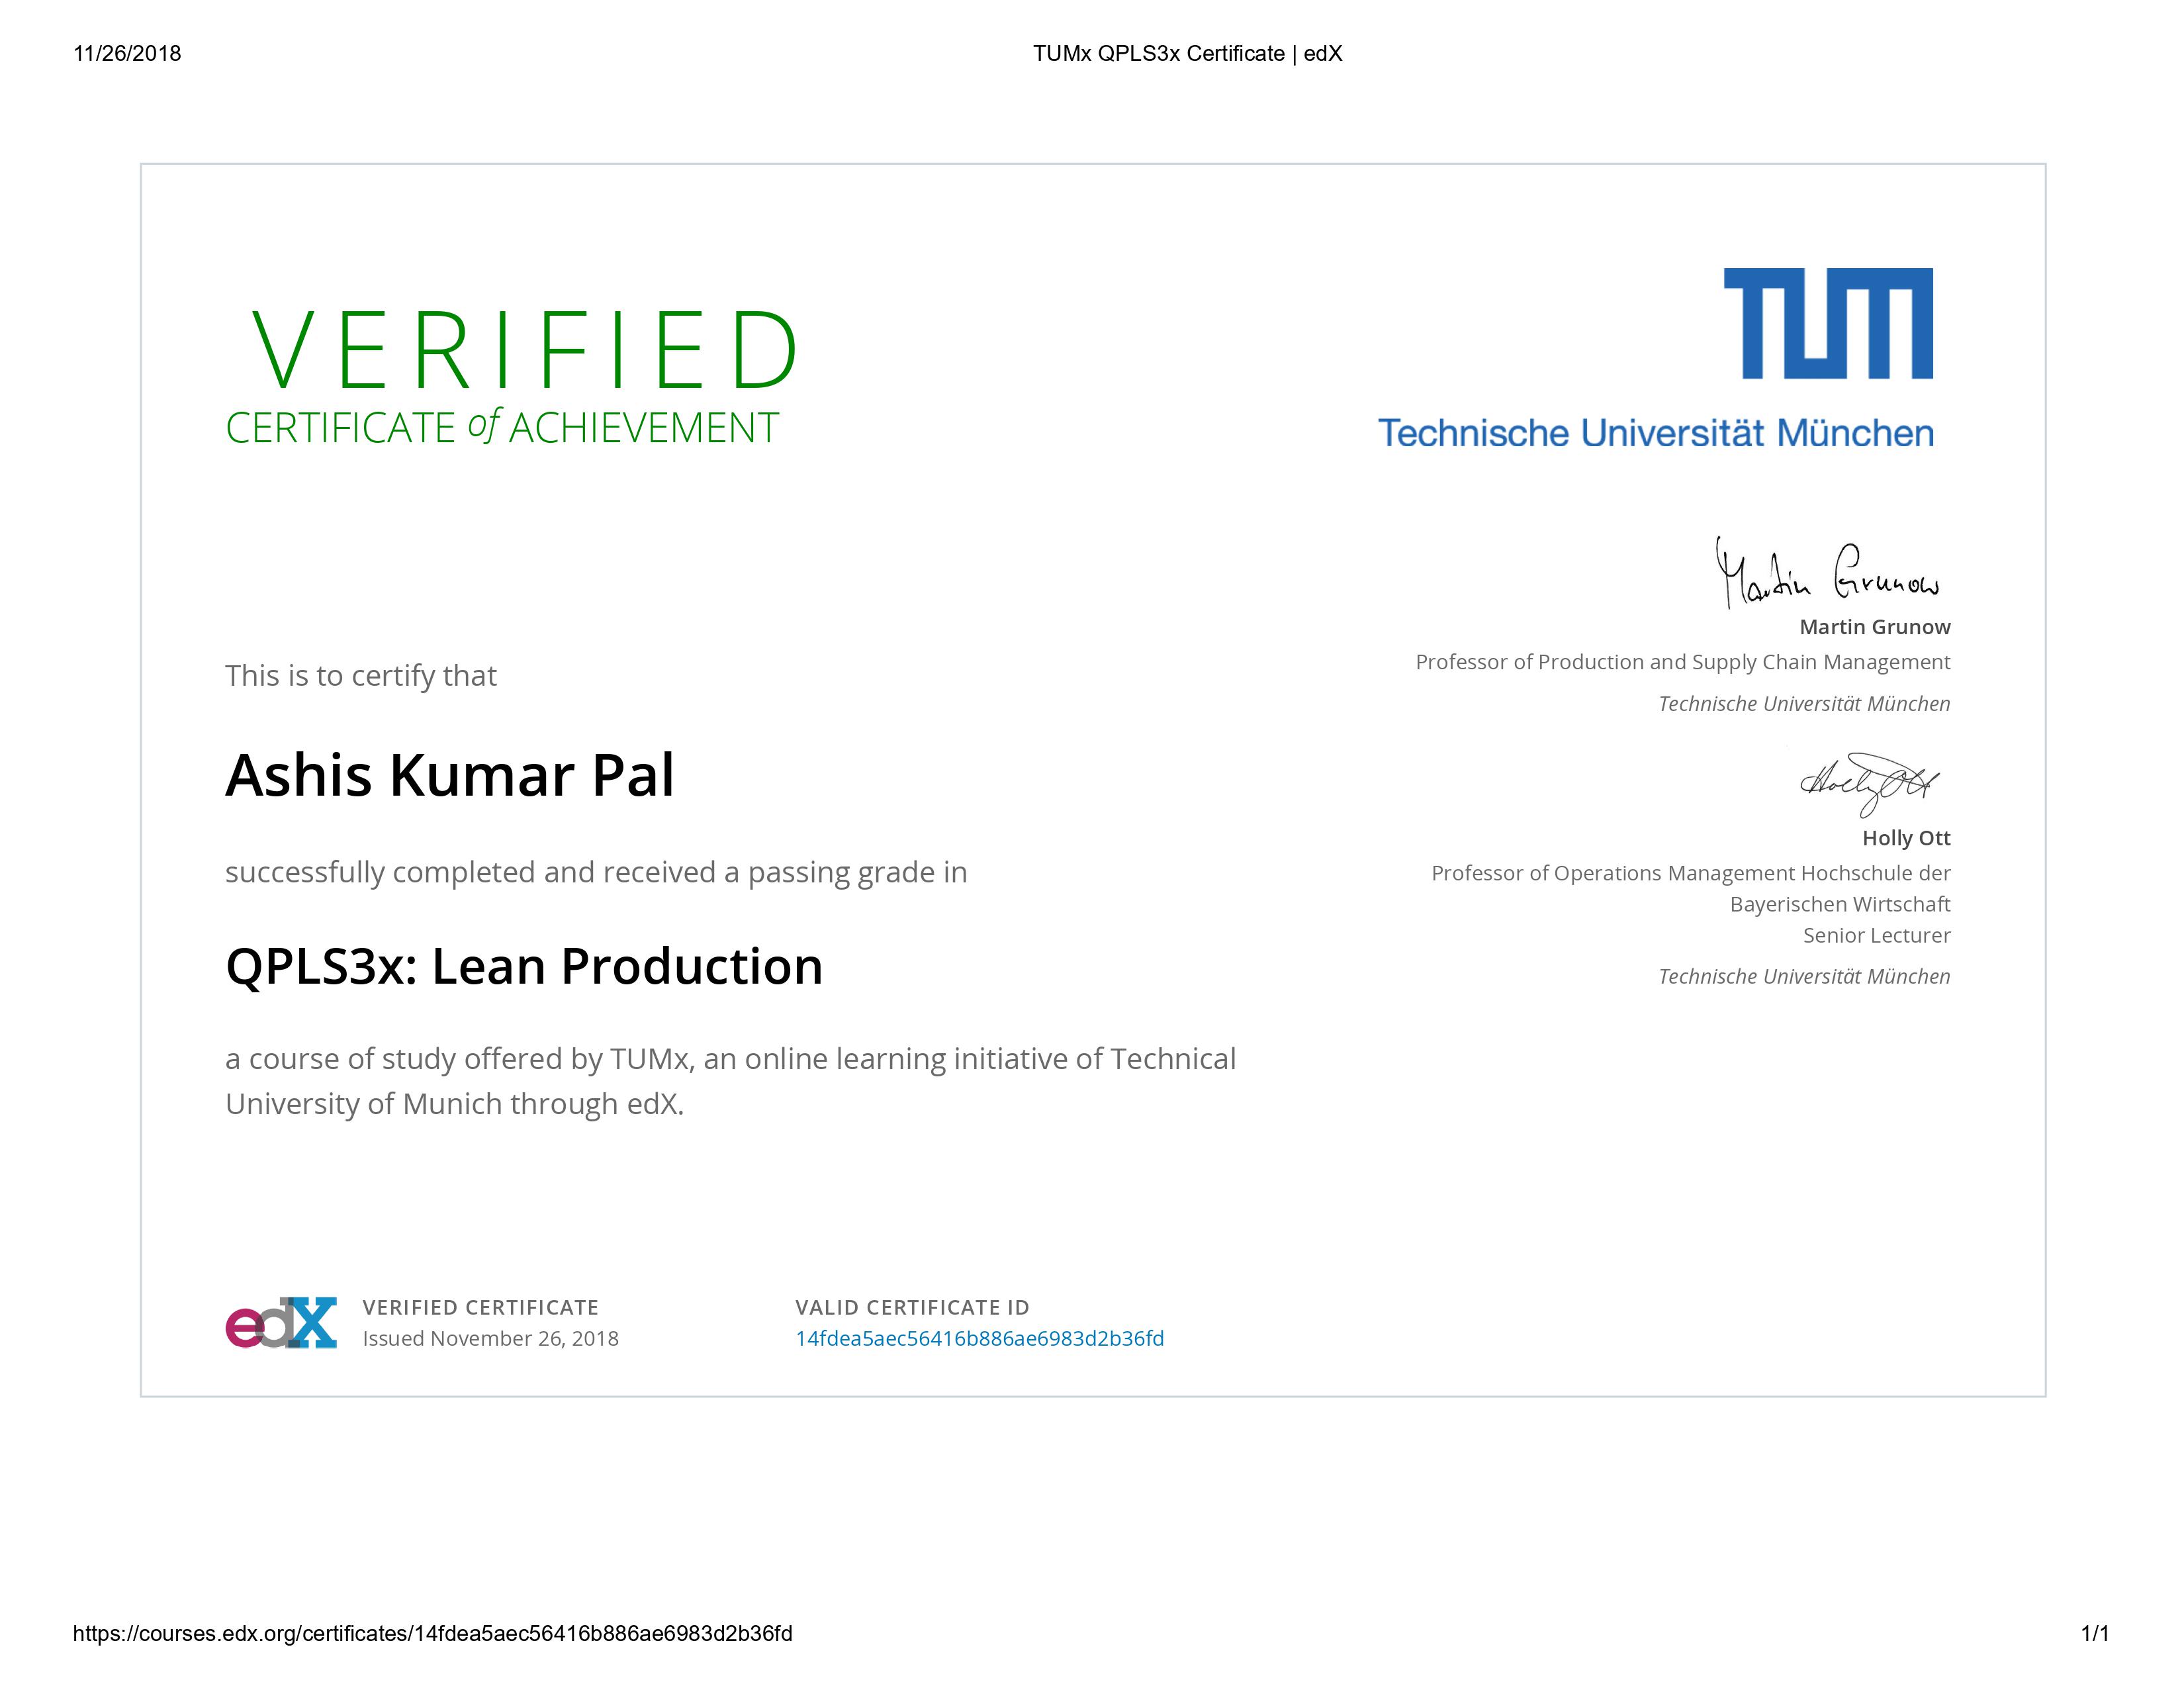 11/26/2018
TUMx QPLS3x Certificate | edX
VERIFIED
CERTIFICATE of ACHIEVEMENT
TUM
Technische Universität München
This is to certify that
Ashis Kumar Pal
successfully completed and received a passing grade in
QPLS3x: Lean Production
a course of study offered by TUMx, an online learning initiative of Technical
University of Munich through edX.
Martin Grunow
Martin Grunow
Professor of Production and Supply Chain Management
Technische Universität München
Holly Ott
Holly Ott
Professor of Operations Management Hochschule der
Bayerischen Wirtschaft
Senior Lecturer
Technische Universität München
edX
VERIFIED CERTIFICATE
Issued November 26, 2018
VALID CERTIFICATE ID
14fdea5aec56416b886ae6983d2b36fd
https://courses.edx.org/certificates/14fdea5aec56416b886ae6983d2b36fd
1/1